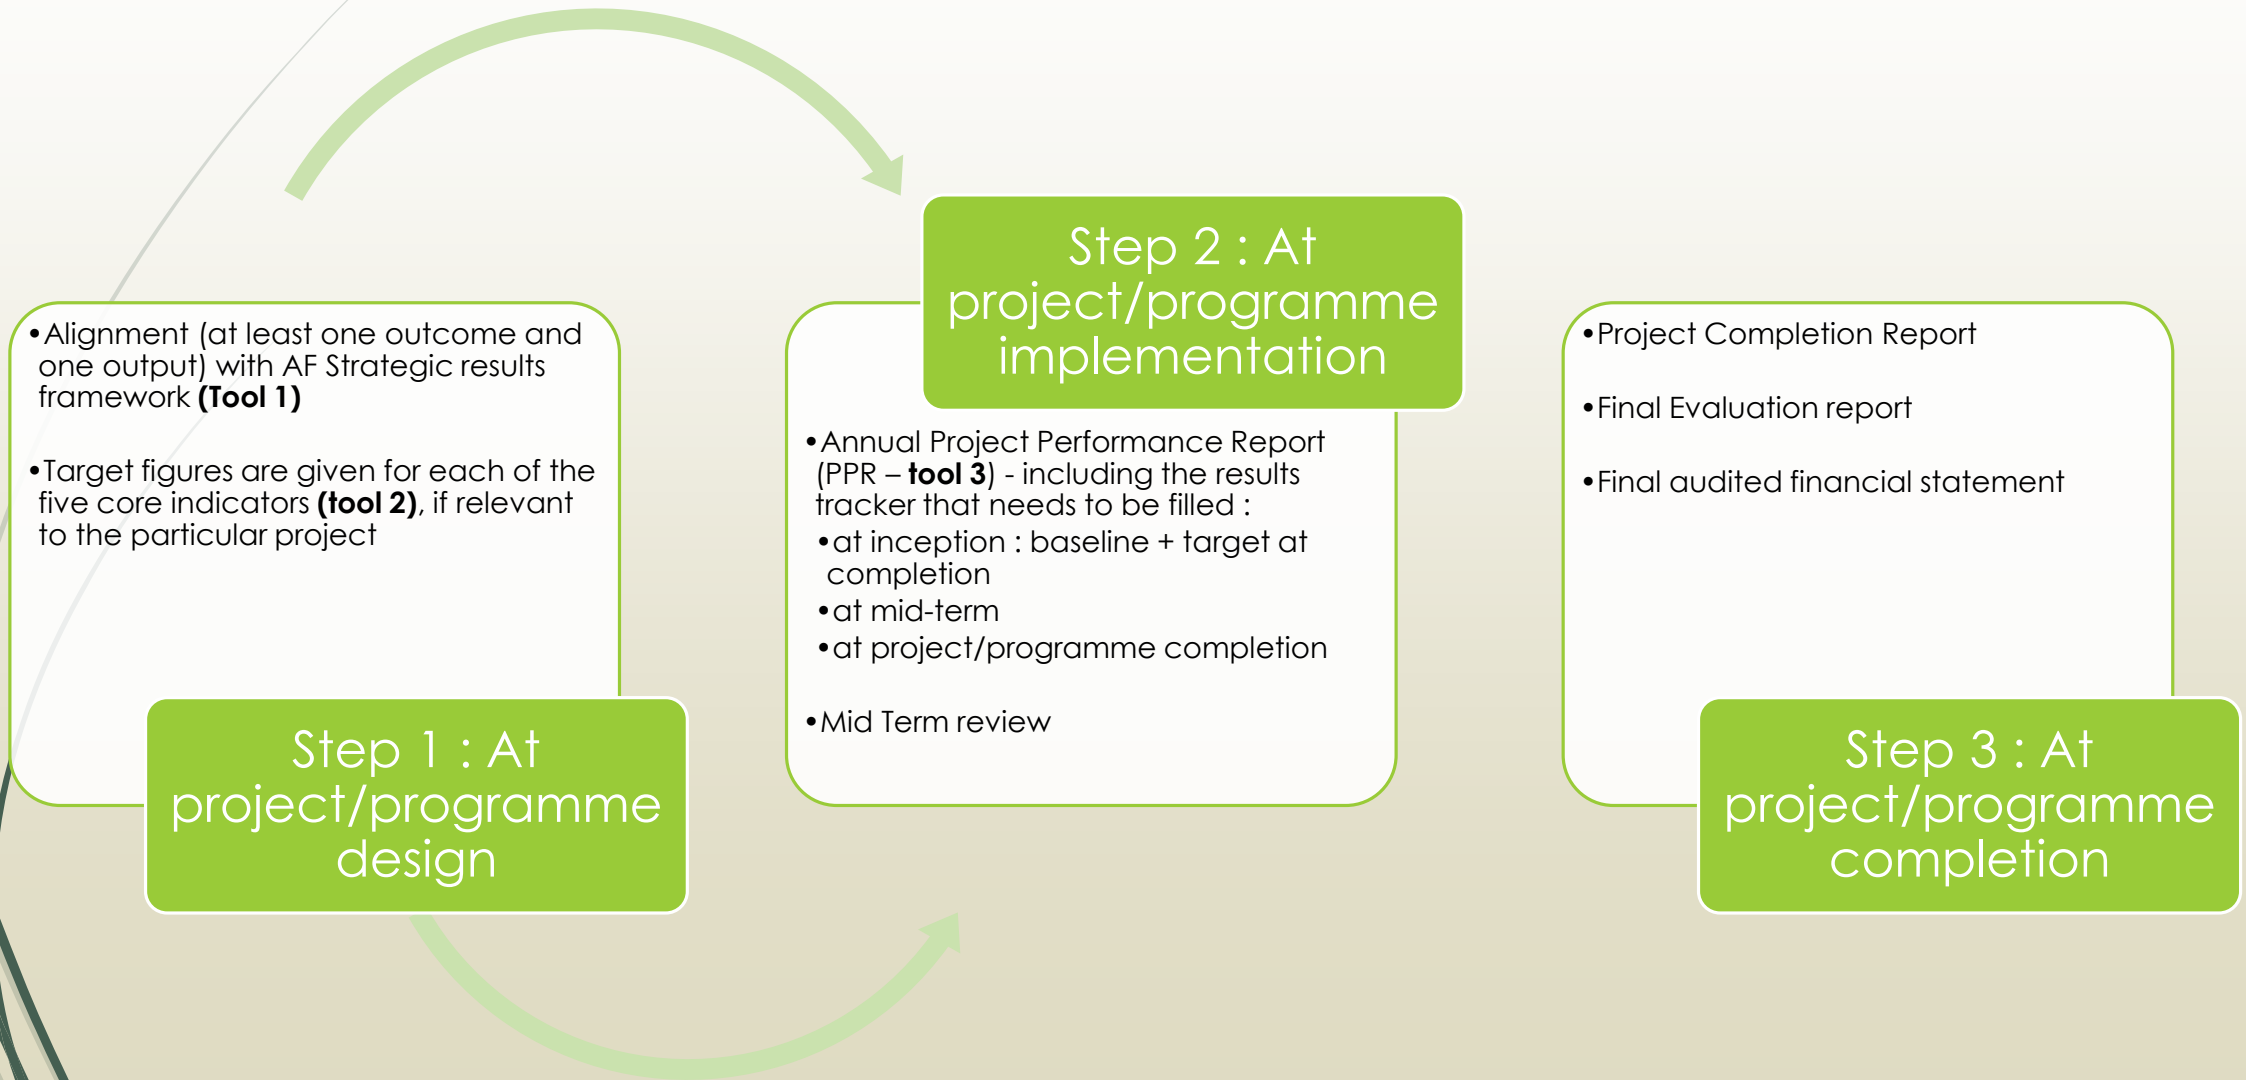 •Alignment (at least one outcome and
one output) with AF Strategic results
framework (Tool 1)
•Target figures are given for each of the
five core indicators (tool 2), if relevant
to the particular project
Step 1 : At
project/programme
design
Step 2 : At
project/programme
implementation
•Annual Project Performance Report
(PPR – tool 3) - including the results
tracker that needs to be filled :
•at inception : baseline + target at
completion
•at mid-term
•at project/programme completion
•Mid Term review
•Project Completion Report
•Final Evaluation report
•Final audited financial statement
Step 3 : At
project/programme
completion